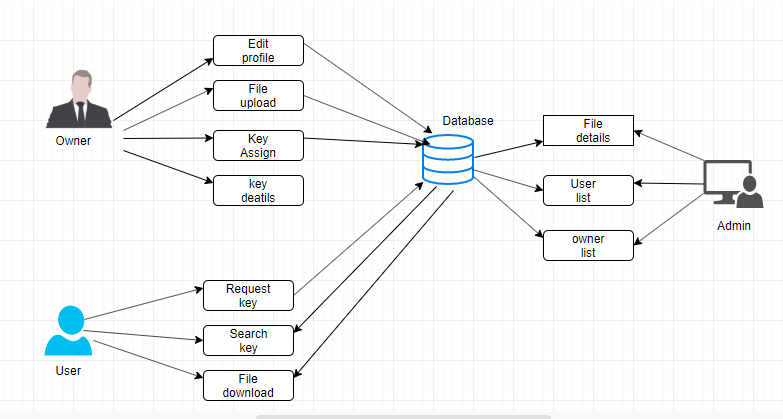 Edit
profile
File
upload
Database
Key
Assign
File
details
Owner
key
deatils
User
list
Admin
owner
list
Request
key
Search
key
User
File
download